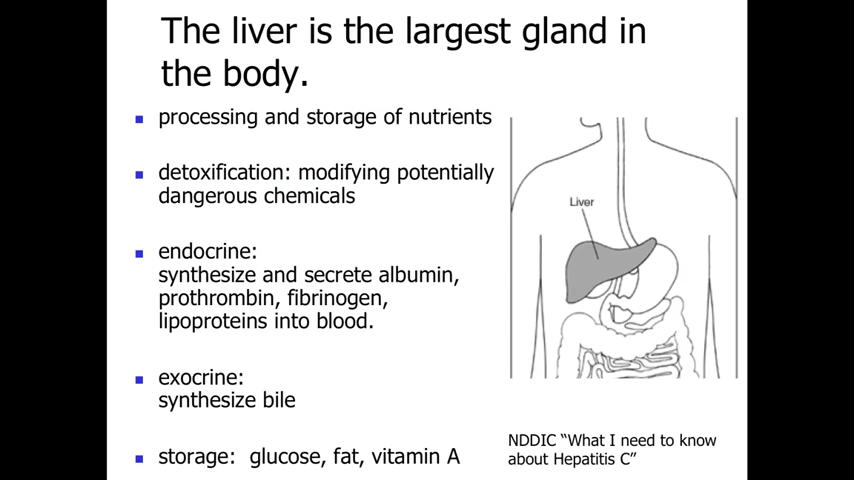 The liver is the largest gland in
the body.
processing and storage of nutrients
detoxification: modifying potentially
dangerous chemicals
endocrine:
synthesize and secrete albumin,
prothrombin, fibrinogen,
lipoproteins into blood.
exocrine:
synthesize bile
storage: glucose, fat, vitamin A
Liver
NDDIC “What I need to know
about Hepatitis C”